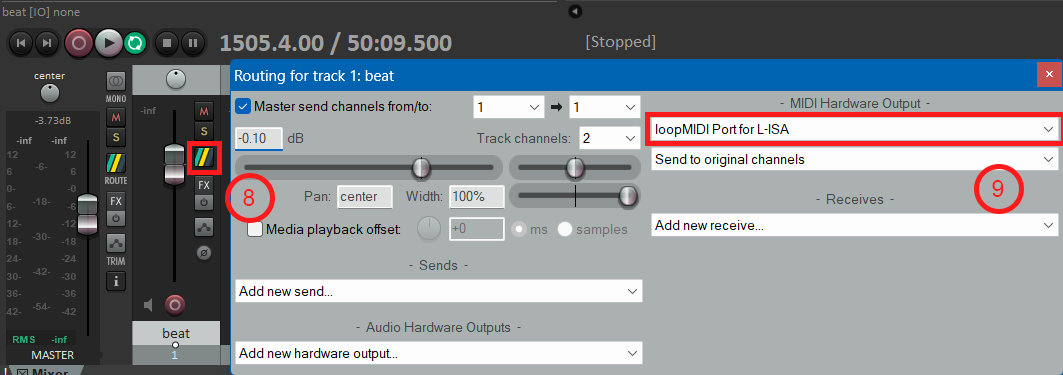 beat [IO] none
1505.4.00 / 50:09.500
[Stopped]
center
MONO
-3.73dB
-inf -inf
M
S
ROUTE
FX
TRIM
i
12 12
6 6
0- -0
-6- -6-
-12- -12-
-18- -18-
-24- -24-
-30- -30-
-36-
-42-
-54-
RMS -inf
MASTER
Mixer
-inf
M
S
FX
beat
1
8
Routing for track 1: beat
Master send channels from/to: 1 1
-0.10 dB Track channels: 2
Pan: center Width: 100%
Media playback offset: +0 ms samples
- Sends -
Add new send...
- Audio Hardware Outputs -
Add new hardware output...
- MIDI Hardware Output -
loopMIDI Port for L-ISA
Send to original channels
9
- Receives -
Add new receive...